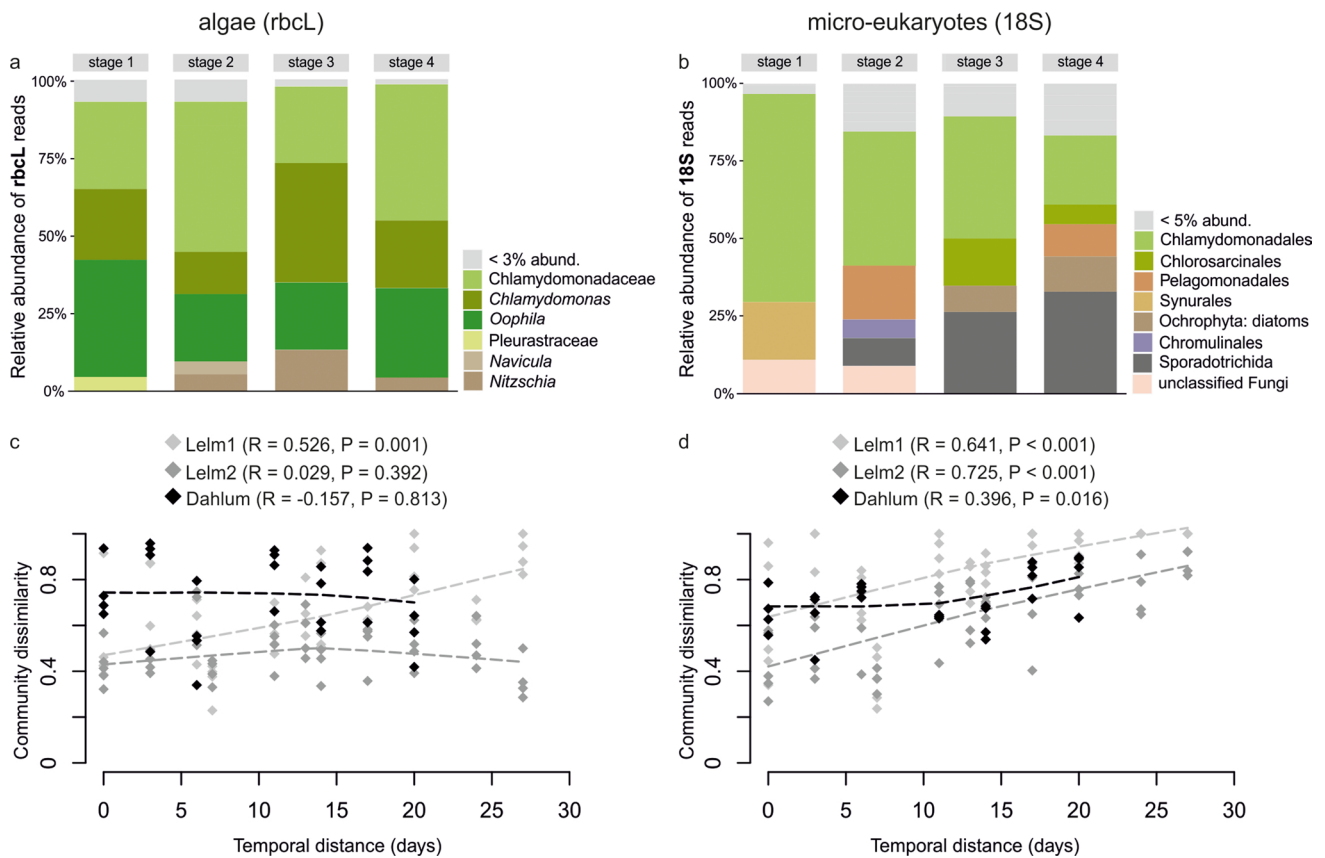 algae (rbcL)
micro-eukaryotes (18S)
a
stage 1
stage 2
stage 3
stage 4
Relative abundance of rbcL reads
100%
75%
50%
25%
0%
< 3% abund.
Chlamydomonadaceae
Chlamydomonas
Oophila
Pleurastraceae
Navicula
Nitzschia
b
stage 1
stage 2
stage 3
stage 4
Relative abundance of 18S reads
100%
75%
50%
25%
0%
< 5% abund.
Chlamydomonadales
Chlorosarcinales
Pelagomonadales
Synurales
Ochrophyta: diatoms
Chromulinales
Sporadotrichida
unclassified Fungi
c
Lelm1 (R = 0.526, P = 0.001)
Lelm2 (R = 0.029, P = 0.392)
Dahlum (R = -0.157, P = 0.813)
Community dissimilarity
0.8
0.4
0
0 5 10 15 20 25 30
Temporal distance (days)
d
Lelm1 (R = 0.641, P < 0.001)
Lelm2 (R = 0.725, P < 0.001)
Dahlum (R = 0.396, P = 0.016)
Community dissimilarity
0.8
0.4
0
0 5 10 15 20 25 30
Temporal distance (days)